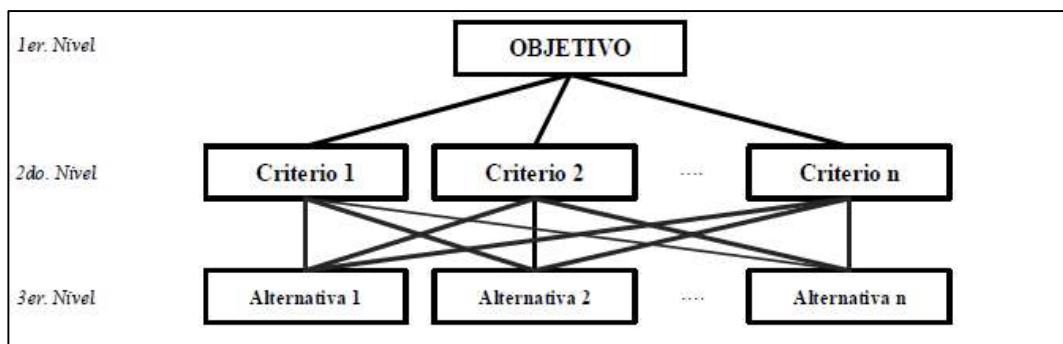 1er. Nivel
OBJETIVO
2do. Nivel
Criterio 1
Criterio 2
....
Criterio n
3er. Nivel
Alternativa 1
Alternativa 2
....
Alternativa n